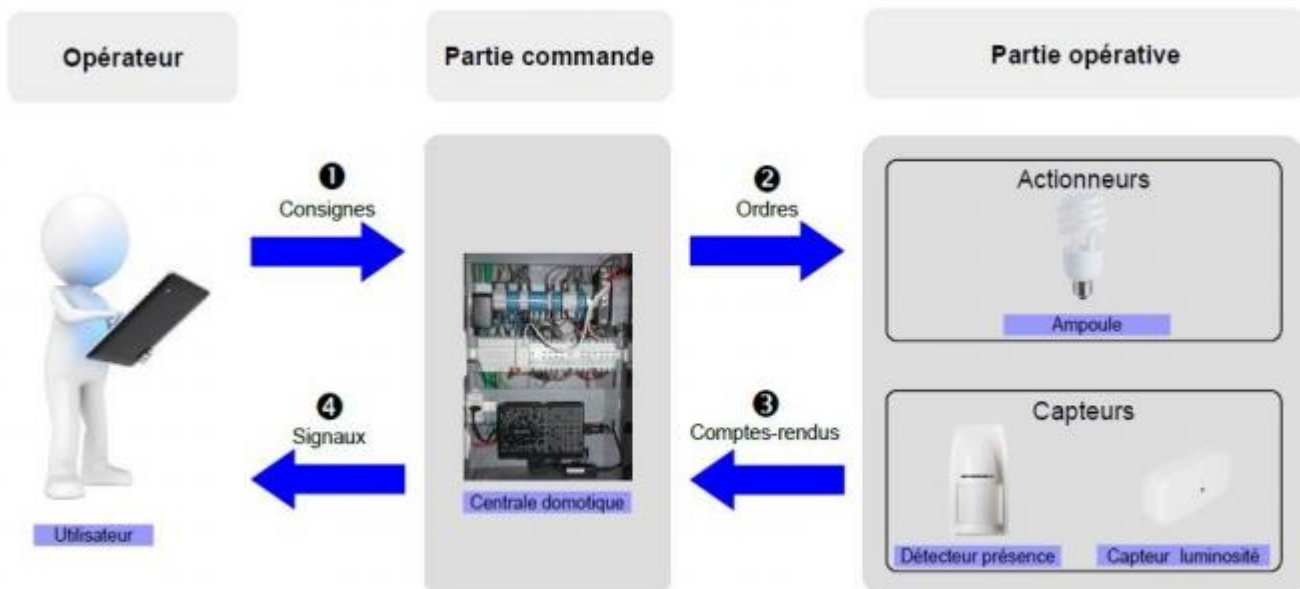 Opérateur
Partie commande
Partie opérative
❶
Consignes
❷
Ordres
Actionneurs
Ampoule
❹
Signaux
❸
Comptes-rendus
Capteurs
Centrale domotique
Utilisateur
Détecteur présence
Capteur luminosité